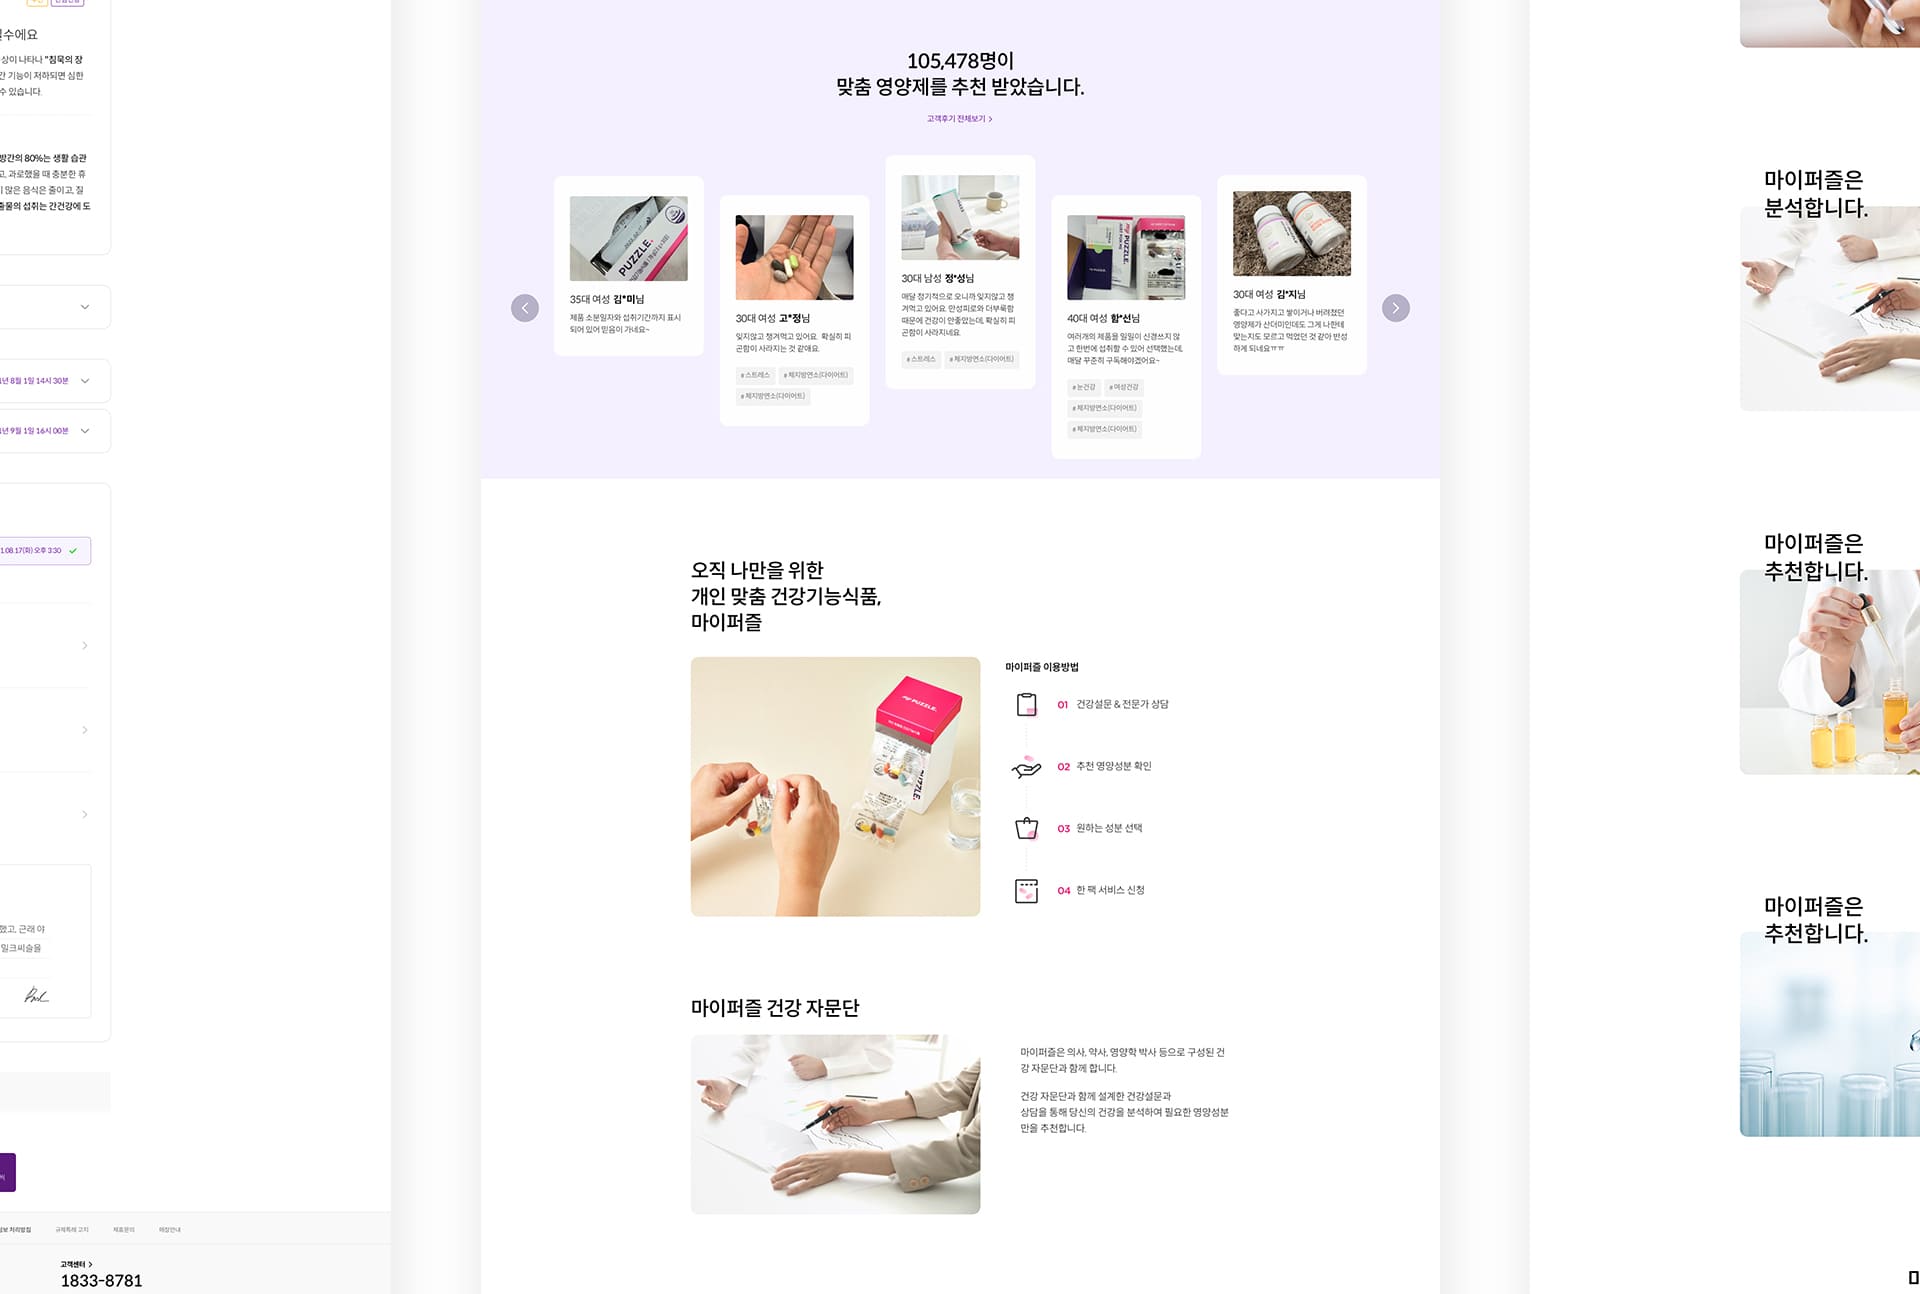 수에요
상이 나타나 "침묵의 장
간 기능이 저하되면 심한
수 있습니다.
방간의 80%는 생활 습관
고, 과로했을 때 충분한 휴
많은 음식은 줄이고, 질
출물의 섭취는 간건강에 도
년 8월 1일 14시 30분
년 9월 1일 16시 00분
1.08.17(화) 오후 3:30
했고, 근래 야
밀크씨슬을
정보 처리방침
규제특례 고지
제휴문의
매장안내
고객센터
1833-8781
105,478명이
맞춤 영양제를 추천 받았습니다.
고객후기 전체보기
PUZZLE.
35대 여성 김*미님
제품 소분일자와 섭취기간까지 표시
되어 있어 믿음이 가네요~
30대 여성 고*정님
잊지않고 챙겨먹고 있어요. 확실히 피
곤함이 사라지는 것 같애요.
# 스트레스
# 체지방연소(다이어트)
# 체지방연소(다이어트)
30대 남성 정*성님
매달 정기적으로 오니까 잊지않고 챙
겨먹고 있어요. 만성피로와 더부룩함
때문에 건강이 안좋았는데, 확실히 피
곤함이 사라지네요.
# 스트레스
# 체지방연소(다이어트)
my PUZZLE.
40대 여성 함*선님
여러개의 제품을 일일이 신경쓰지 않
고 한번에 섭취할 수 있어 선택했는데,
매달 꾸준히 구독해야겠어요~
# 눈건강
# 여성건강
# 체지방연소(다이어트)
# 체지방연소(다이어트)
30대 여성 김*지님
좋다고 사가지고 쌓이거나 버려졌던
영양제가 산더미인데도 그게 나한테
맞는지도 모르고 먹었던 것 같아 반성
하게 되네요ㅠㅠ
오직 나만을 위한
개인 맞춤 건강기능식품,
마이퍼즐
my PUZZLE.
PUZZLE.
마이퍼즐 이용방법
01 건강설문 & 전문가 상담
02 추천 영양성분 확인
03 원하는 성분 선택
04 한 팩 서비스 신청
마이퍼즐 건강 자문단
마이퍼즐은 의사, 약사, 영양학 박사 등으로 구성된 건
강 자문단과 함께 합니다.
건강 자문단과 함께 설계한 건강설문과
상담을 통해 당신의 건강을 분석하여 필요한 영양성분
만을 추천합니다.
마이퍼즐은
분석합니다.
마이퍼즐은
추천합니다.
마이퍼즐은
추천합니다.